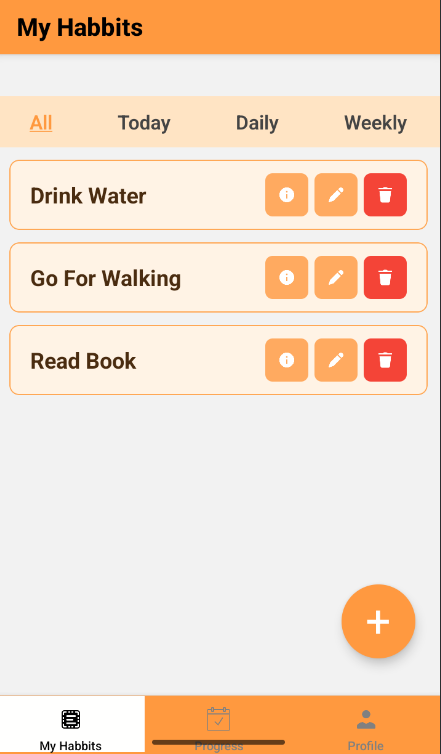 My Habbits
All Today Daily Weekly
Drink Water
Go For Walking
Read Book
My Habbits Progress Profile